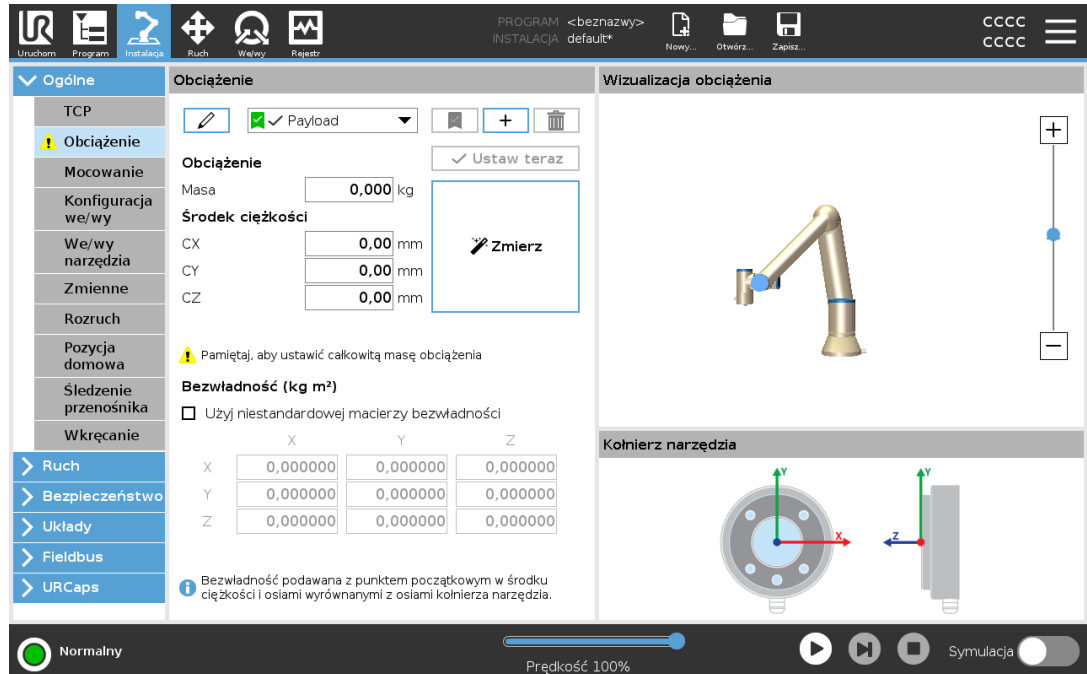 PROGRAM <beznazwy>
INSTALACJA default*
Uruchom Program Instalacja Ruch We/wy Rejestr
Nowy... Otwórz... Zapisz...
CCCC
CCCC
Ogólne
TCP
Obciążenie
Mocowanie
Konfiguracja
we/wy
We/wy
narzędzia
Zmienne
Rozruch
Pozycja
domowa
Śledzenie
przenośnika
Wkręcanie
Ruch
Bezpieczeństwo
Układy
Fieldbus
URCaps
Obciążenie
Payload
Obciążenie
Ustaw teraz
Masa 0,000 kg
Środek ciężkości
CX 0,00 mm
CY 0,00 mm
CZ 0,00 mm
Zmierz
Pamiętaj, aby ustawić całkowitą masę obciążenia
Bezwładność (kg m²)
Użyj niestandardowej macierzy bezwładności
X Y Z
X 0,000000 0,000000 0,000000
Y 0,000000 0,000000 0,000000
Z 0,000000 0,000000 0,000000
Bezwładność podawana z punktem początkowym w środku
ciężkości i osiami wyrównanymi z osiami kołnierza narzędzia.
Wizualizacja obciążenia
Kołnierz narzędzia
Y Y
X Z
Normalny
Prędkość 100%
Symulacja